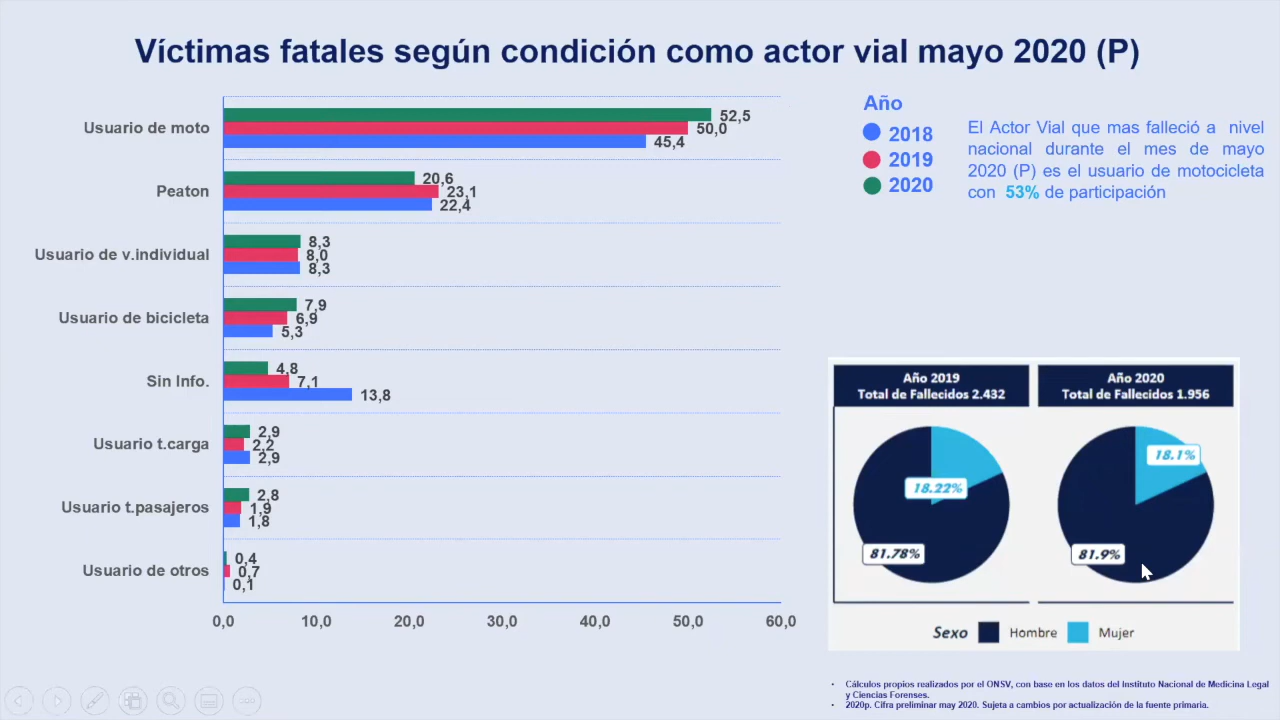 Víctimas fatales según condición como actor vial mayo 2020 (P)
Usuario de moto
52,5
50,0
45,4
Peaton
20,6
23,1
22,4
Usuario de v.individual
8,3
8,0
8,3
Usuario de bicicleta
7,9
6,9
5,3
Sin Info.
4,8
7,1
13,8
Usuario t.carga
2,9
2,2
2,9
Usuario t.pasajeros
2,8
1,9
1,8
Usuario de otros
0,4
0,7
0,1
0,0 10,0 20,0 30,0 40,0 50,0 60,0
Año
2018
2019
2020
El Actor Vial que mas falleció a nivel
nacional durante el mes de mayo
2020 (P) es el usuario de motocicleta
con 53% de participación
Año 2019
Total de Fallecidos 2.432
18.22%
81.78%
Año 2020
Total de Fallecidos 1.956
18.1%
81.9%
Sexo Hombre Mujer
• Cálculos propios realizados por el ONSV, con base en los datos del Instituto Nacional de Medicina Legal
y Ciencias Forenses.
• 2020p. Cifra preliminar may 2020. Sujeta a cambios por actualización de la fuente primaria.